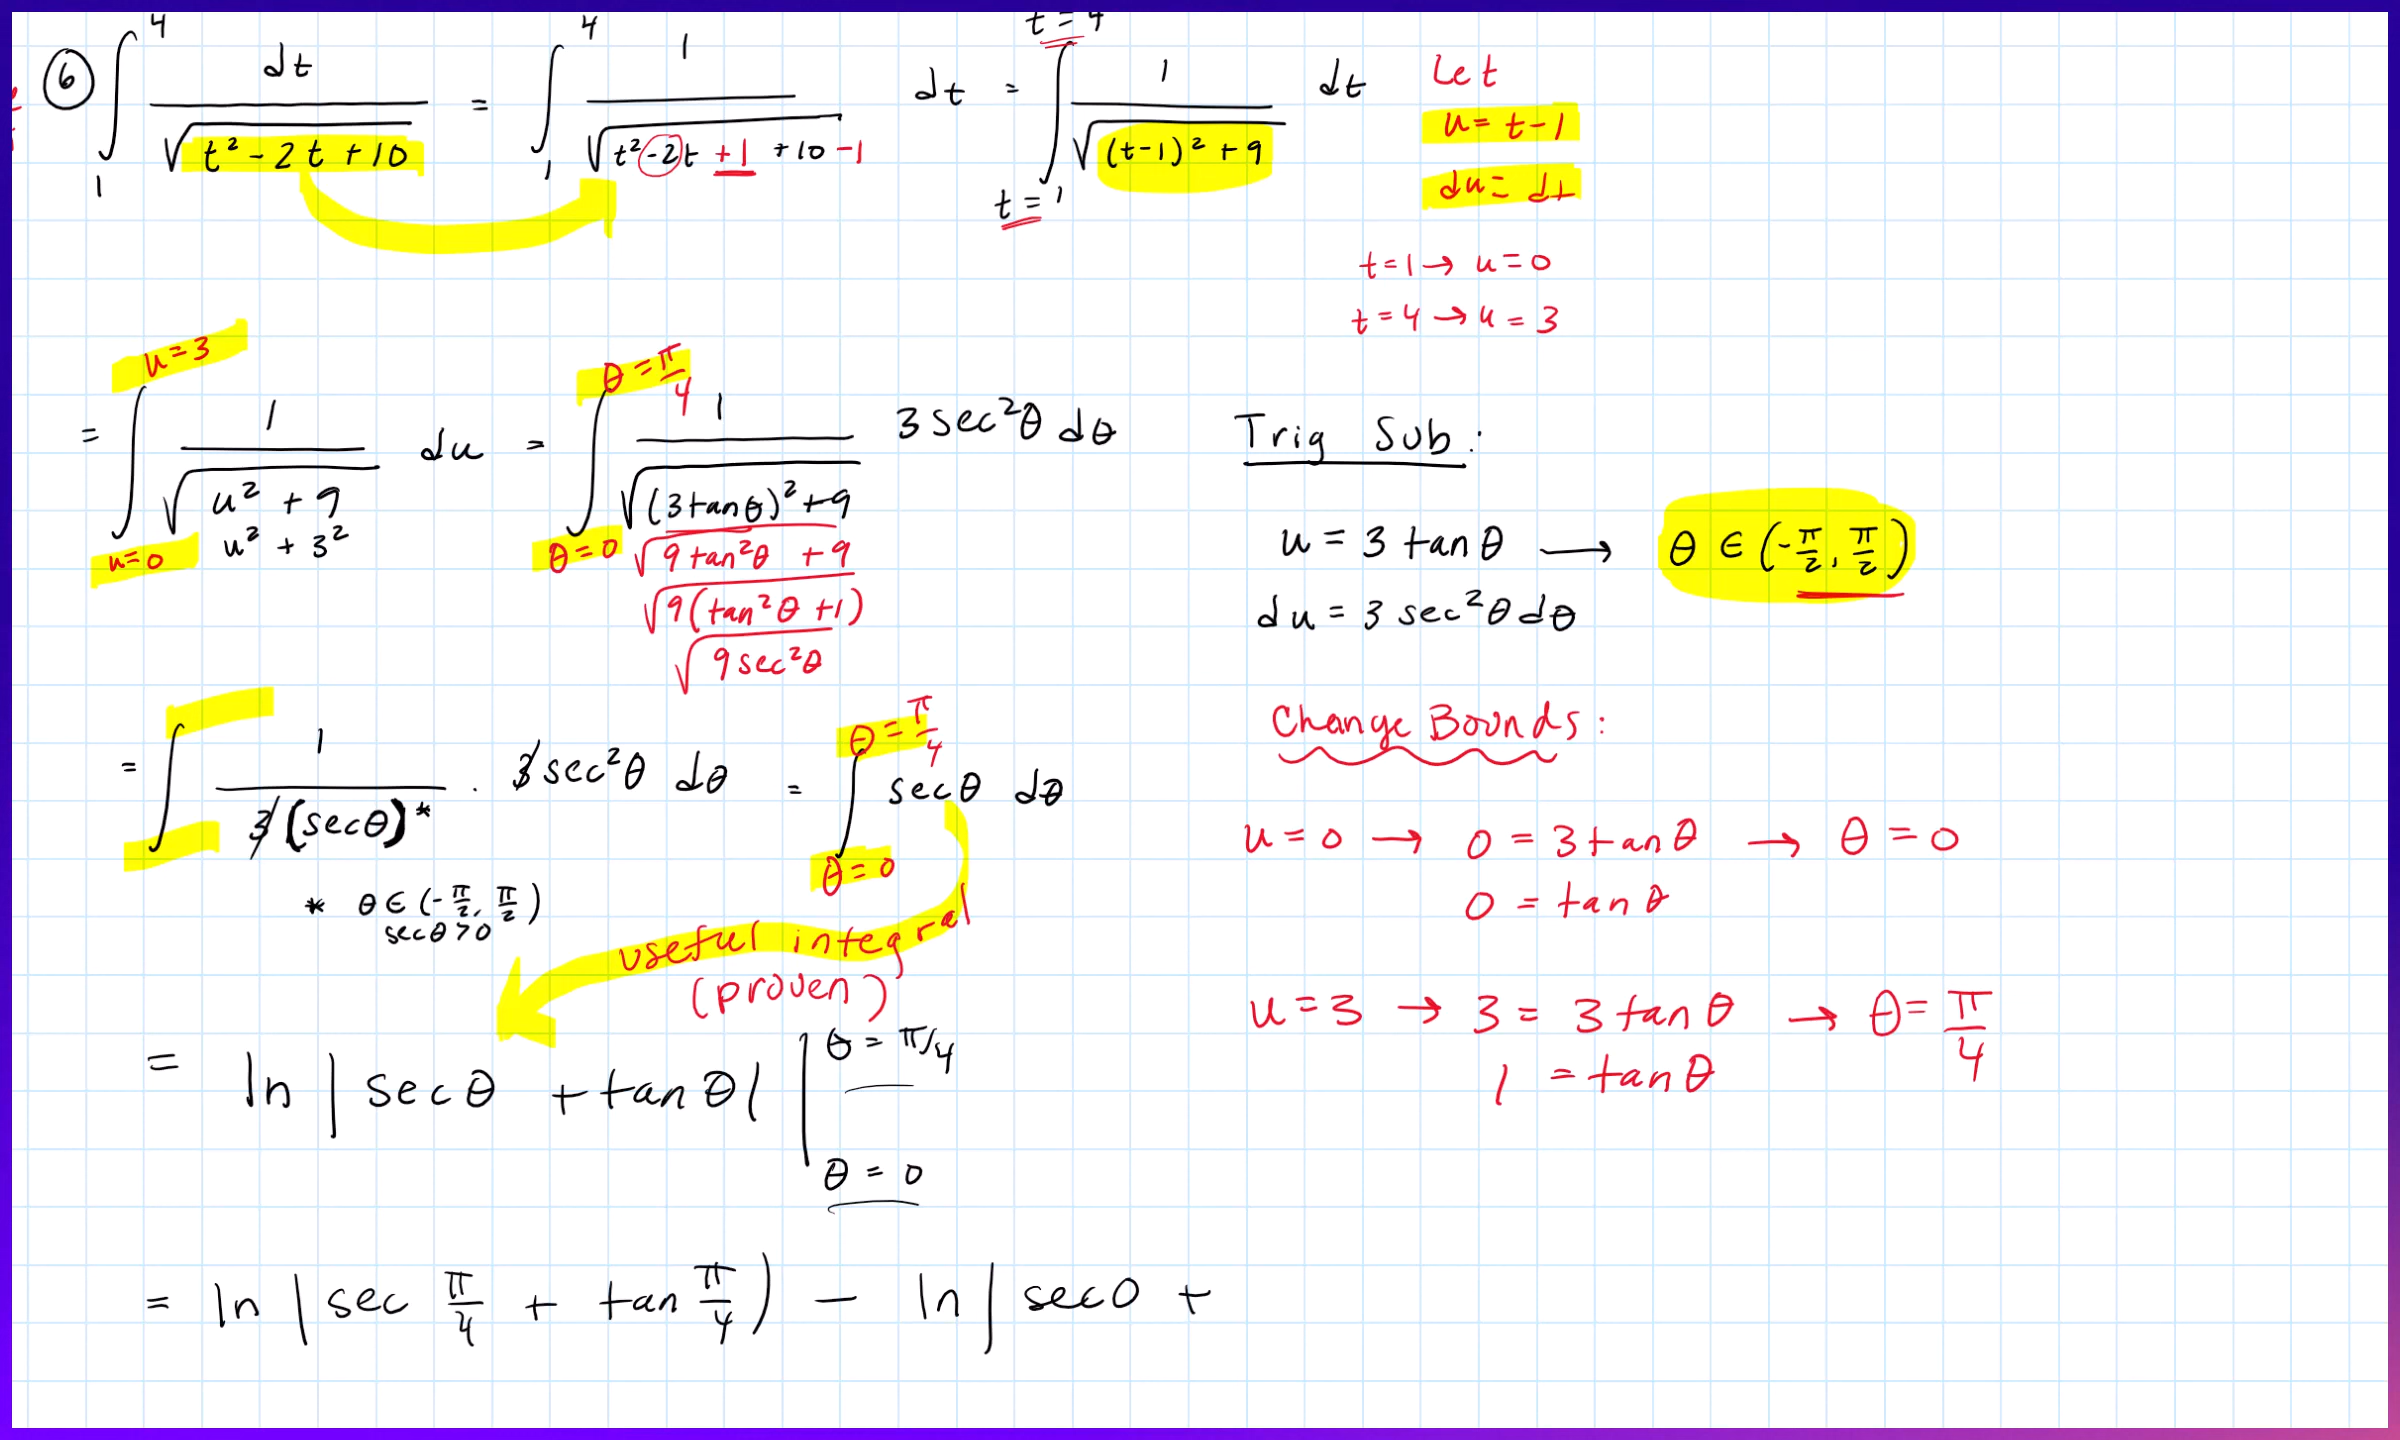 ⑥ ∫₁⁴ dt / √(t² - 2t + 10) = ∫₁⁴ 1 / √(t² - 2t + 1 + 10 - 1) dt = ∫_{t=1}^{t=4} 1 / √((t-1)² + 9) dt
Let
u = t-1
du = dt
t=1 → u=0
t=4 → u=3
= ∫_{u=0}^{u=3} 1 / √(u² + 9) du = ∫_{θ=0}^{θ=π/4} 1 / √((3tanθ)² + 9) 3sec²θ dθ
u² + 3²
√(9tan²θ + 9)
√(9(tan²θ + 1))
√(9sec²θ)
Trig Sub:
u = 3 tanθ → θ ∈ (-π/2, π/2)
du = 3 sec²θ dθ
= ∫ 1 / 3(secθ)* · 3sec²θ dθ = ∫_{θ=0}^{θ=π/4} secθ dθ
* θ ∈ (-π/2, π/2)
secθ > 0
useful integral
(proven)
Change Bounds:
u = 0 → 0 = 3tanθ → θ = 0
0 = tanθ
u = 3 → 3 = 3tanθ → θ = π/4
1 = tanθ
= ln|secθ + tanθ| |_{θ=0}^{θ=π/4}
= ln|sec π/4 + tan π/4) - ln|sec0 +